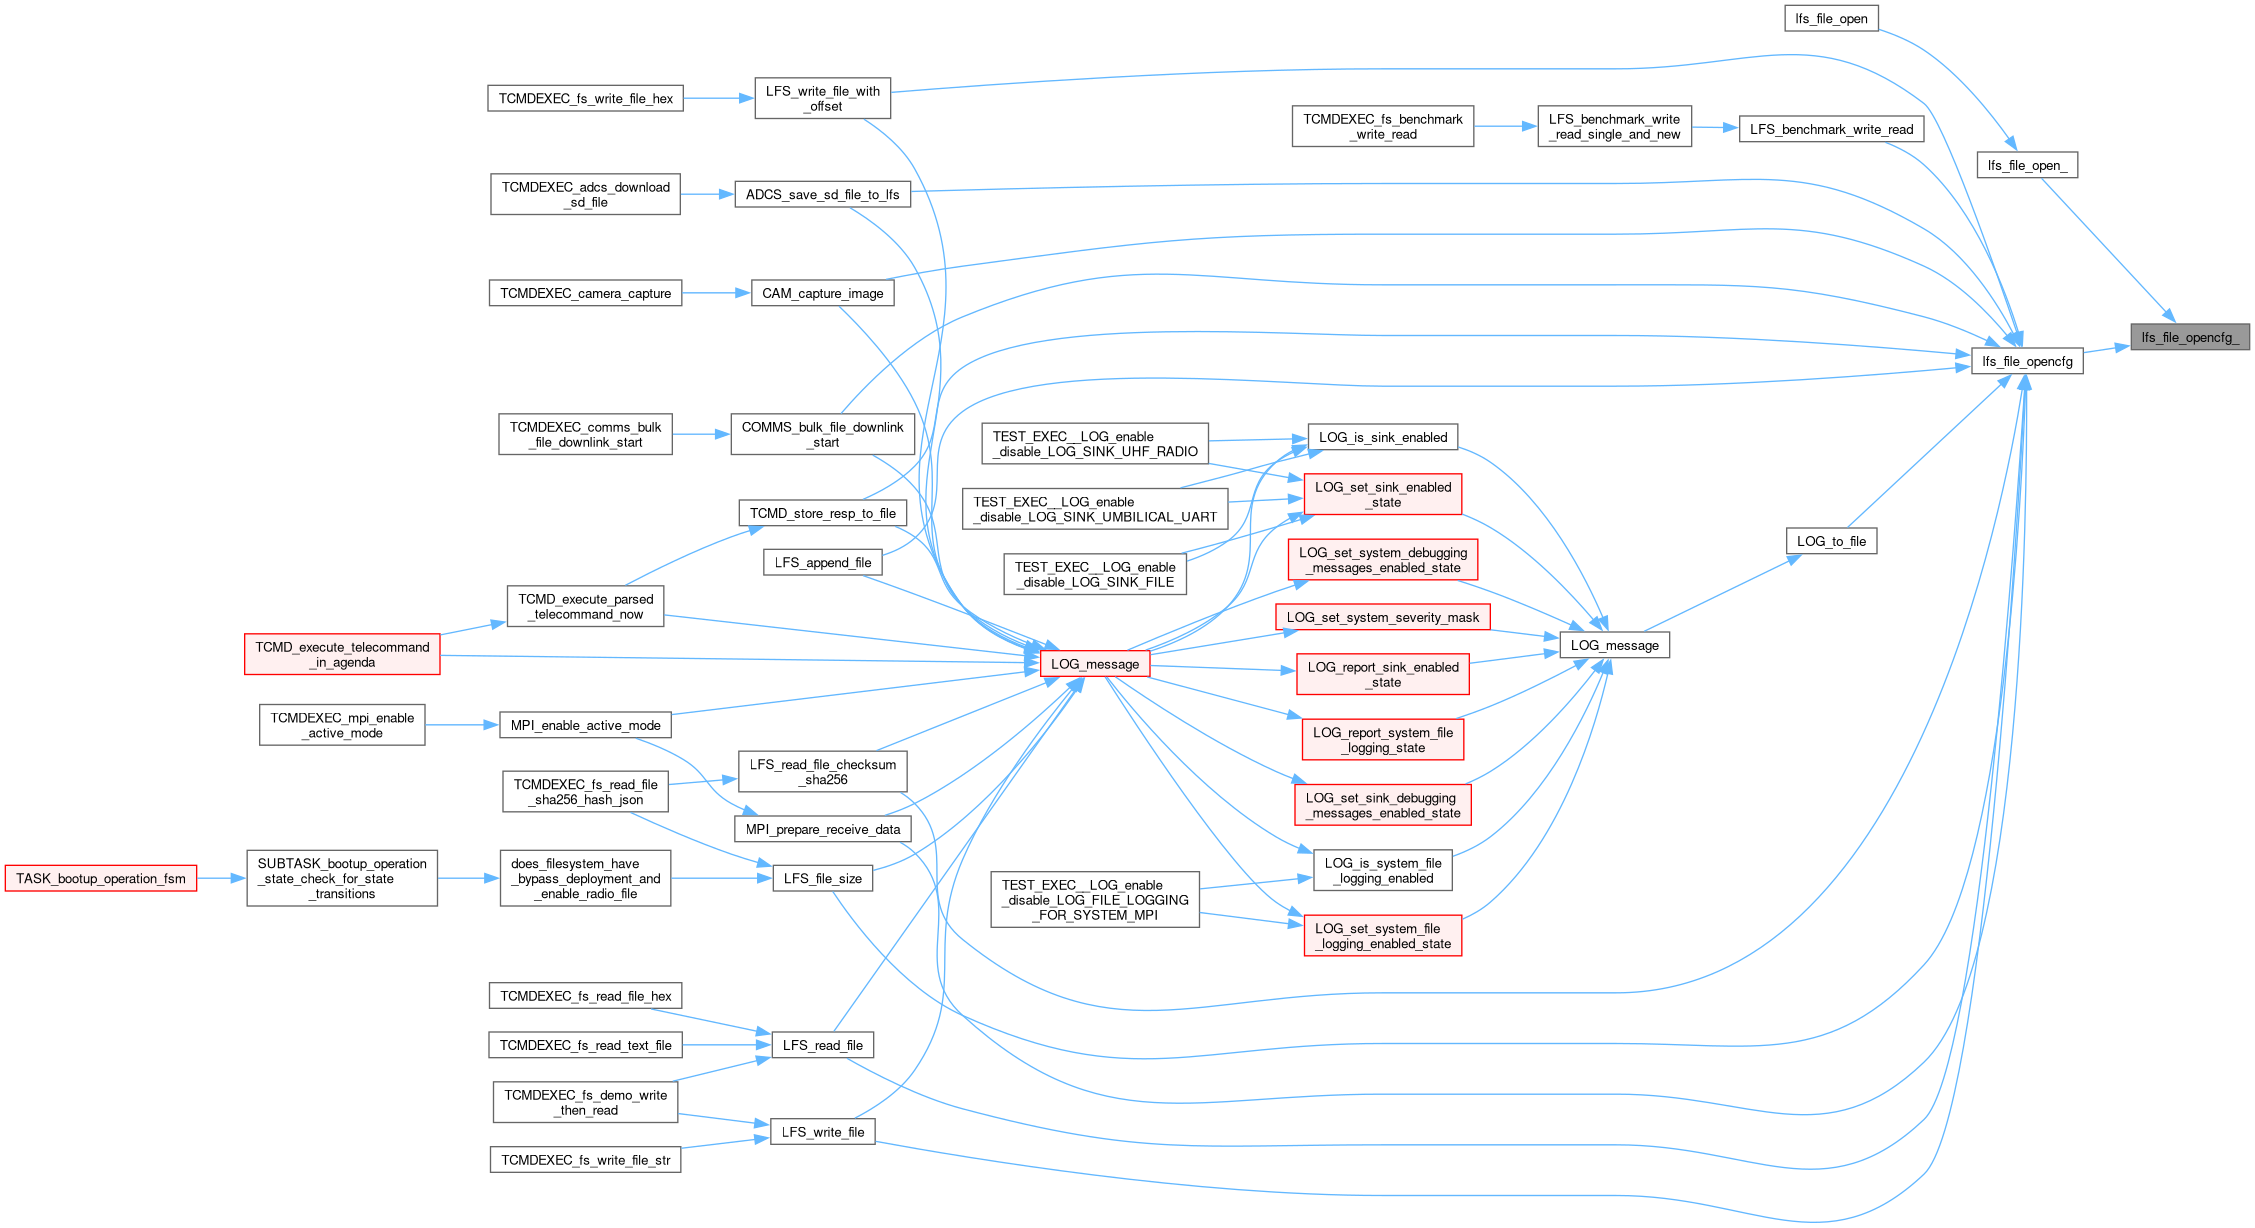 lfs_file_open
TCMDEXEC_fs_write_file_hex
LFS_write_file_with
_offset
TCMDEXEC_fs_benchmark
_write_read
LFS_benchmark_write
_read_single_and_new
LFS_benchmark_write_read
lfs_file_open_
TCMDEXEC_adcs_download
_sd_file
ADCS_save_sd_file_to_lfs
TCMDEXEC_camera_capture
CAM_capture_image
lfs_file_opencfg_
lfs_file_opencfg
TCMDEXEC_comms_bulk
_file_downlink_start
COMMS_bulk_file_downlink
_start
TEST_EXEC__LOG_enable
_disable_LOG_SINK_UHF_RADIO
LOG_is_sink_enabled
LOG_set_sink_enabled
_state
TEST_EXEC__LOG_enable
_disable_LOG_SINK_UMBILICAL_UART
TCMD_store_resp_to_file
LOG_to_file
LFS_append_file
TEST_EXEC__LOG_enable
_disable_LOG_SINK_FILE
LOG_set_system_debugging
_messages_enabled_state
TCMD_execute_parsed
_telecommand_now
LOG_set_system_severity_mask
TCMD_execute_telecommand
_in_agenda
LOG_message
LOG_message
LOG_report_sink_enabled
_state
TCMDEXEC_mpi_enable
_active_mode
MPI_enable_active_mode
LOG_report_system_file
_logging_state
LFS_read_file_checksum
_sha256
TCMDEXEC_fs_read_file
_sha256_hash_json
LOG_set_sink_debugging
_messages_enabled_state
MPI_prepare_receive_data
TASK_bootup_operation_fsm
SUBTASK_bootup_operation
_state_check_for_state
_transitions
does_filesystem_have
_bypass_deployment_and
_enable_radio_file
LFS_file_size
LOG_is_system_file
_logging_enabled
TEST_EXEC__LOG_enable
_disable_LOG_FILE_LOGGING
_FOR_SYSTEM_MPI
LOG_set_system_file
_logging_enabled_state
TCMDEXEC_fs_read_file_hex
TCMDEXEC_fs_read_text_file
LFS_read_file
TCMDEXEC_fs_demo_write
_then_read
LFS_write_file
TCMDEXEC_fs_write_file_str